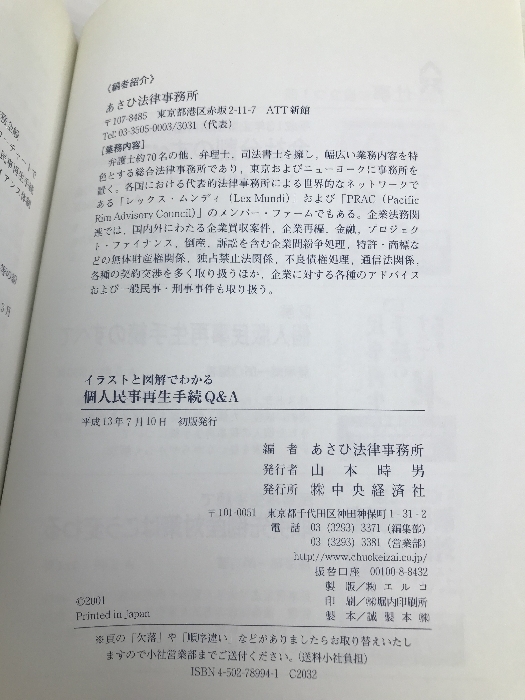 《編者紹介》
あさひ法律事務所
〒107-8485 東京都港区赤坂2-11-7 ATT新館
Tel:03-3505-0003/3031（代表）
［業務内容］
弁護士約70名の他，弁理士，司法書士を擁し，幅広い業務内容を特
色とする総合法律事務所であり，東京およびニューヨークに事務所を
置く。各国における代表的法律事務所による世界的なネットワークで
ある「レックス・ムンディ（Lex Mundi） および「PRAC（Pacific
Rim Advisory Council）」のメンバー・ファームでもある。企業法務関
連では，国内外にわたる企業買収案件，企業再編，金融，プロジェク
ト・ファイナンス，倒産，訴訟を含む企業間紛争処理，特許・商標な
どの無体財産権関係，独占禁止法関係，不良債権処理，通信法関係，
各種の契約交渉を多く取り扱うほか，企業に対する各種のアドバイス
および一般民事・刑事事件も取り扱う。
イラストと図解でわかる
個人民事再生手続Q&A
平成13年7月10日 初版発行
編 者 あさひ法律事務所
発行者 山本時男
発行所 ㈱中央経済社
〒101-0051 東京都千代田区神田神保町1-31-2
電 話 03 (3293) 3371 (編集部)
03 (3293) 3381 (営業部)
http://www.chuokeizai.co.jp/
振替口座 00100-8-8432
製 版／㈱エルコ
印 刷／㈱堀内印刷所
製 本／誠製本㈱
©2001
Printed in Japan
※頁の「欠落」や「順序違い」などがありましたらお取り替えいたし
ますので小社営業部までご送付ください。（送料小社負担）
ISBN4-502-78994-1 C2032